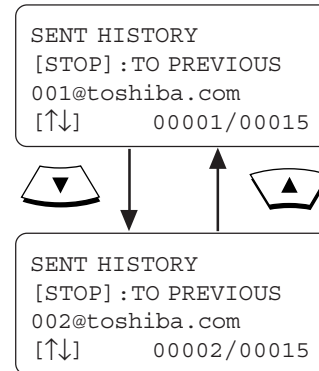 SENT HISTORY
[STOP]:TO PREVIOUS
001@toshiba.com
[↑↓] 00001/00015
SENT HISTORY
[STOP]:TO PREVIOUS
002@toshiba.com
[↑↓] 00002/00015